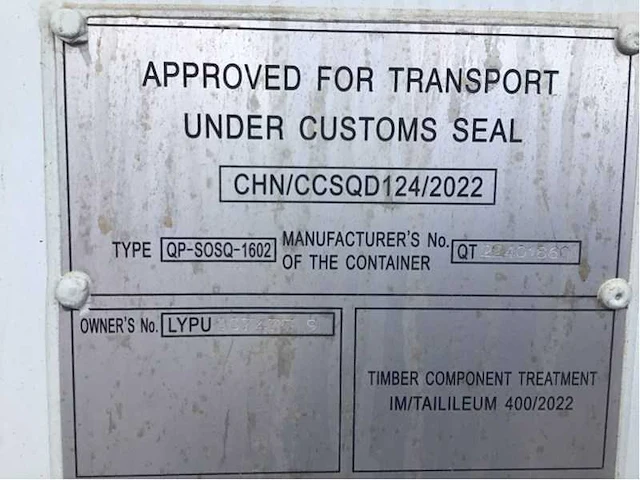 APPROVED FOR TRANSPORT
UNDER CUSTOMS SEAL
CHN/CCSQD124/2022
TYPE QP-SOSQ-1602 MANUFACTURER'S No. OF THE CONTAINER QT
OWNER'S No. LYPU
TIMBER COMPONENT TREATMENT
IM/TAILILEUM 400/2022